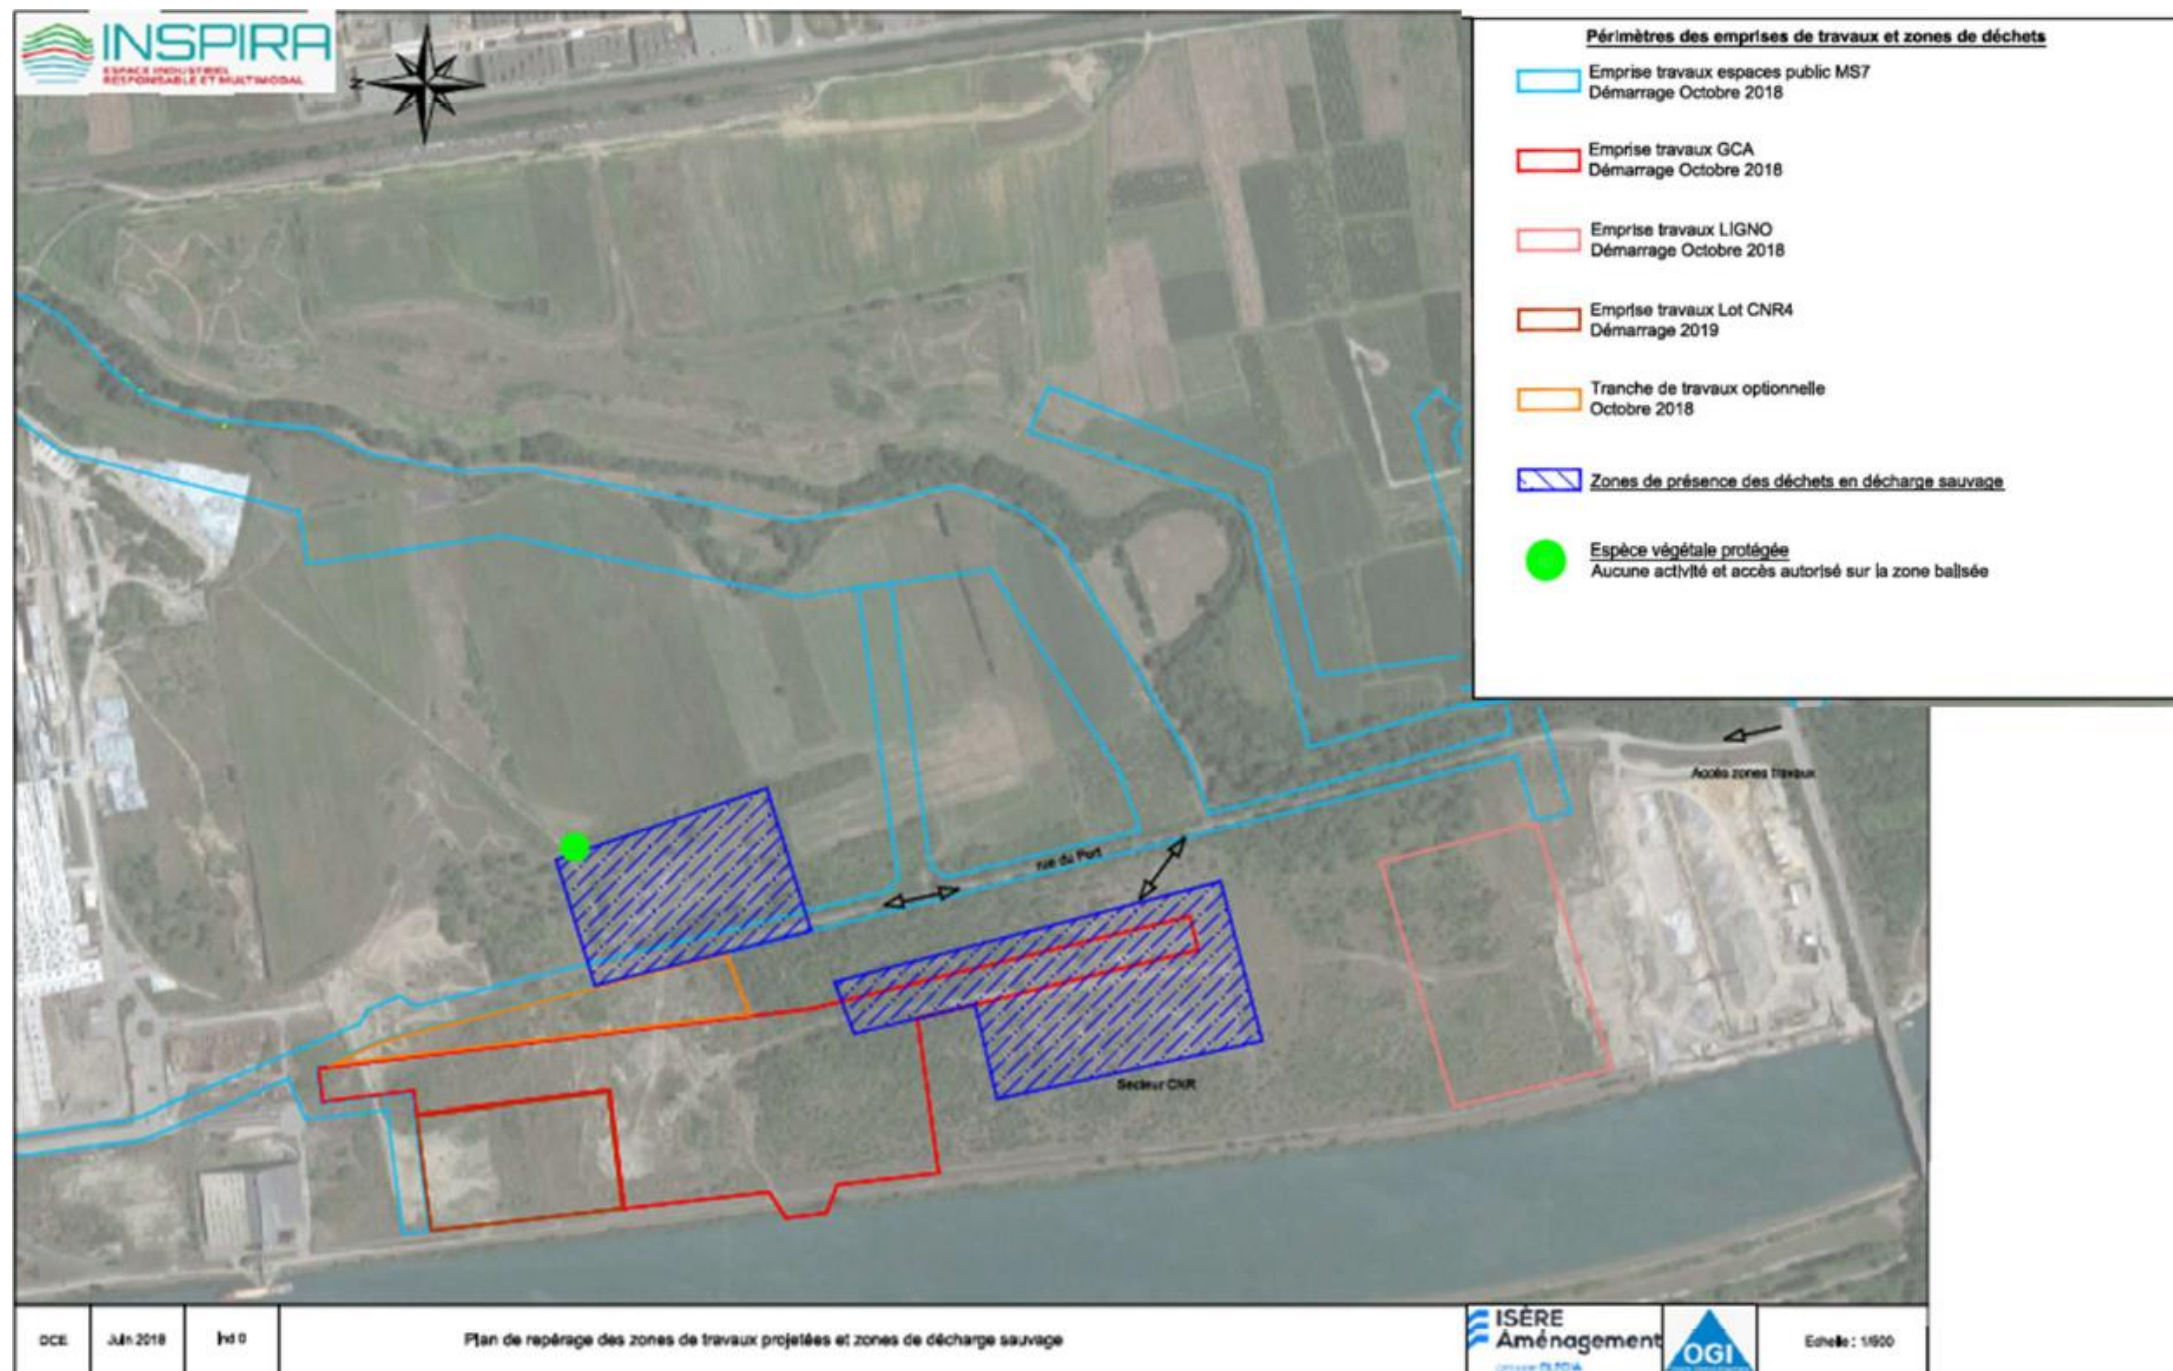 INSPIRA
ESPACE INDUSTRIEL
RESPONSABLE ET MULTIMODAL
N
Périmètres des emprises de travaux et zones de déchets
Emprise travaux espaces public MS7
Démarrage Octobre 2018
Emprise travaux GCA
Démarrage Octobre 2018
Emprise travaux LIGNO
Démarrage Octobre 2018
Emprise travaux Lot CNR4
Démarrage 2019
Tranche de travaux optionnelle
Octobre 2018
Zones de présence des déchets en décharge sauvage
Espèce végétale protégée
Aucune activité et accès autorisé sur la zone balisée
Accès zones travaux
rue du Port
Secteur CNR
DCE
Juin 2018
Ind 0
Plan de repérage des zones de travaux projetées et zones de décharge sauvage
ISÈRE
Aménagement
OGI
Echelle : 1/600